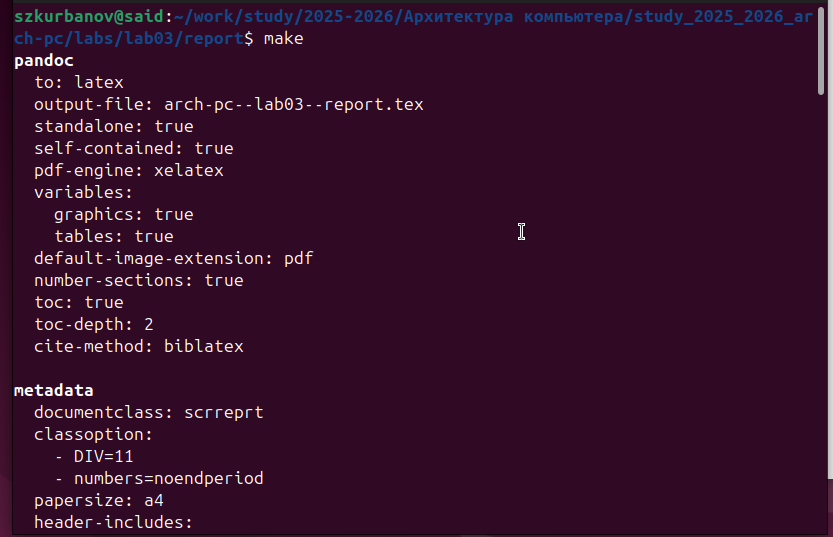 szkurbanov@said:~/work/study/2025-2026/Архитектура компьютера/study_2025_2026_ar
ch-pc/labs/lab03/report$ make
pandoc
  to: latex
  output-file: arch-pc--lab03--report.tex
  standalone: true
  self-contained: true
  pdf-engine: xelatex
  variables:
    graphics: true
    tables: true
  default-image-extension: pdf
  number-sections: true
  toc: true
  toc-depth: 2
  cite-method: biblatex

metadata
  documentclass: scrreprt
  classoption:
    - DIV=11
    - numbers=noendperiod
  papersize: a4
  header-includes: